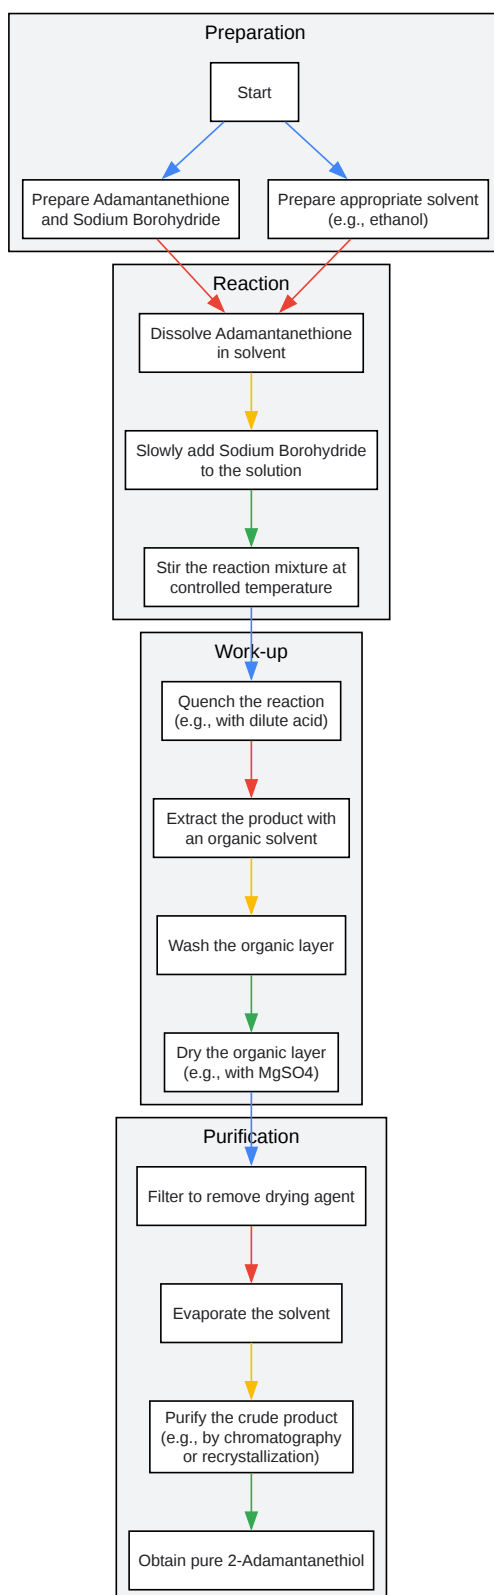 Preparation
Start
Prepare Adamantanethione
and Sodium Borohydride
Prepare appropriate solvent
(e.g., ethanol)
Reaction
Dissolve Adamantanethione
in solvent
Slowly add Sodium Borohydride
to the solution
Stir the reaction mixture at
controlled temperature
Work-up
Quench the reaction
(e.g., with dilute acid)
Extract the product with
an organic solvent
Wash the organic layer
Dry the organic layer
(e.g., with MgSO4)
Purification
Filter to remove drying agent
Evaporate the solvent
Purify the crude product
(e.g., by chromatography
or recrystallization)
Obtain pure 2-Adamantanethiol